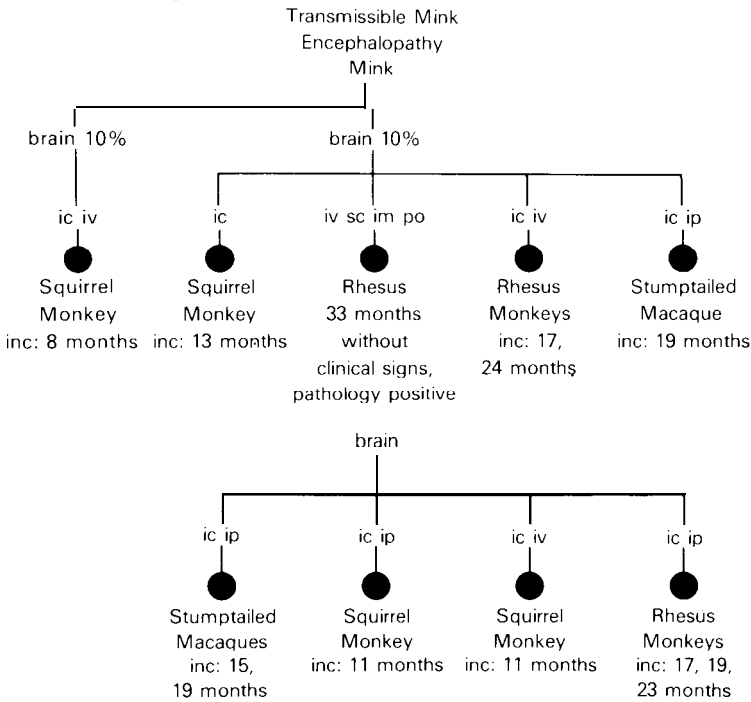 Transmissible Mink
Encephalopathy
Mink
brain 10%
brain 10%
ic iv
ic
iv sc im po
ic iv
ic ip
Squirrel
Monkey
inc: 8 months
Squirrel
Monkey
inc: 13 months
Rhesus
33 months
without
clinical signs,
pathology positive
Rhesus
Monkeys
inc: 17,
24 months
Stumptailed
Macaque
inc: 19 months
brain
ic ip
ic ip
ic iv
ic ip
Stumptailed
Macaques
inc: 15,
19 months
Squirrel
Monkey
inc: 11 months
Squirrel
Monkey
inc: 11 months
Rhesus
Monkeys
inc: 17, 19,
23 months